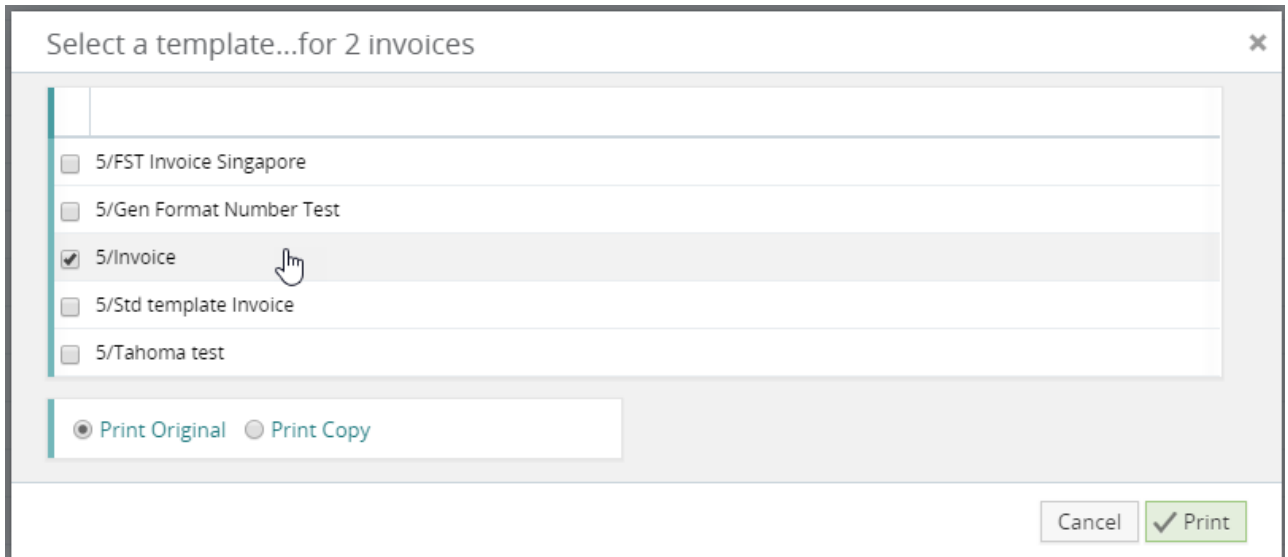 Select a template...for 2 invoices
5/FST Invoice Singapore
5/Gen Format Number Test
5/Invoice
5/Std template Invoice
5/Tahoma test
Print Original Print Copy
Cancel Print